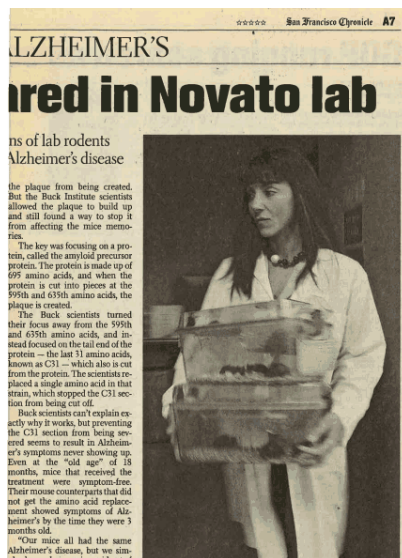 ☆☆☆☆☆ San Francisco Chronicle A7
ALZHEIMER'S
ared in Novato lab
ns of lab rodents
Alzheimer's disease
the plaque from being created.
But the Buck Institute scientists
allowed the plaque to build up
and still found a way to stop it
from affecting the mice memo-
ries.
The key was focusing on a pro-
tein, called the amyloid precursor
protein. The protein is made up of
695 amino acids, and when the
protein is cut into pieces at the
595th and 635th amino acids, the
plaque is created.
The Buck scientists turned
their focus away from the 595th
and 635th amino acids, and in-
stead focused on the tail end of the
protein — the last 31 amino acids,
known as C31 — which also is cut
from the protein. The scientists re-
placed a single amino acid in that
strain, which stopped the C31 sec-
tion from being cut off.
Buck scientists can't explain ex-
actly why it works, but preventing
the C31 section from being sev-
ered seems to result in Alzheim-
er's symptoms never showing up.
Even at the "old age" of 18
months, mice that received the
treatment were symptom-free.
Their mouse counterparts that did
not get the amino acid replace-
ment showed symptoms of Alz-
heimer's by the time they were 3
months old.
"Our mice all had the same
Alzheimer's disease, but we sim-